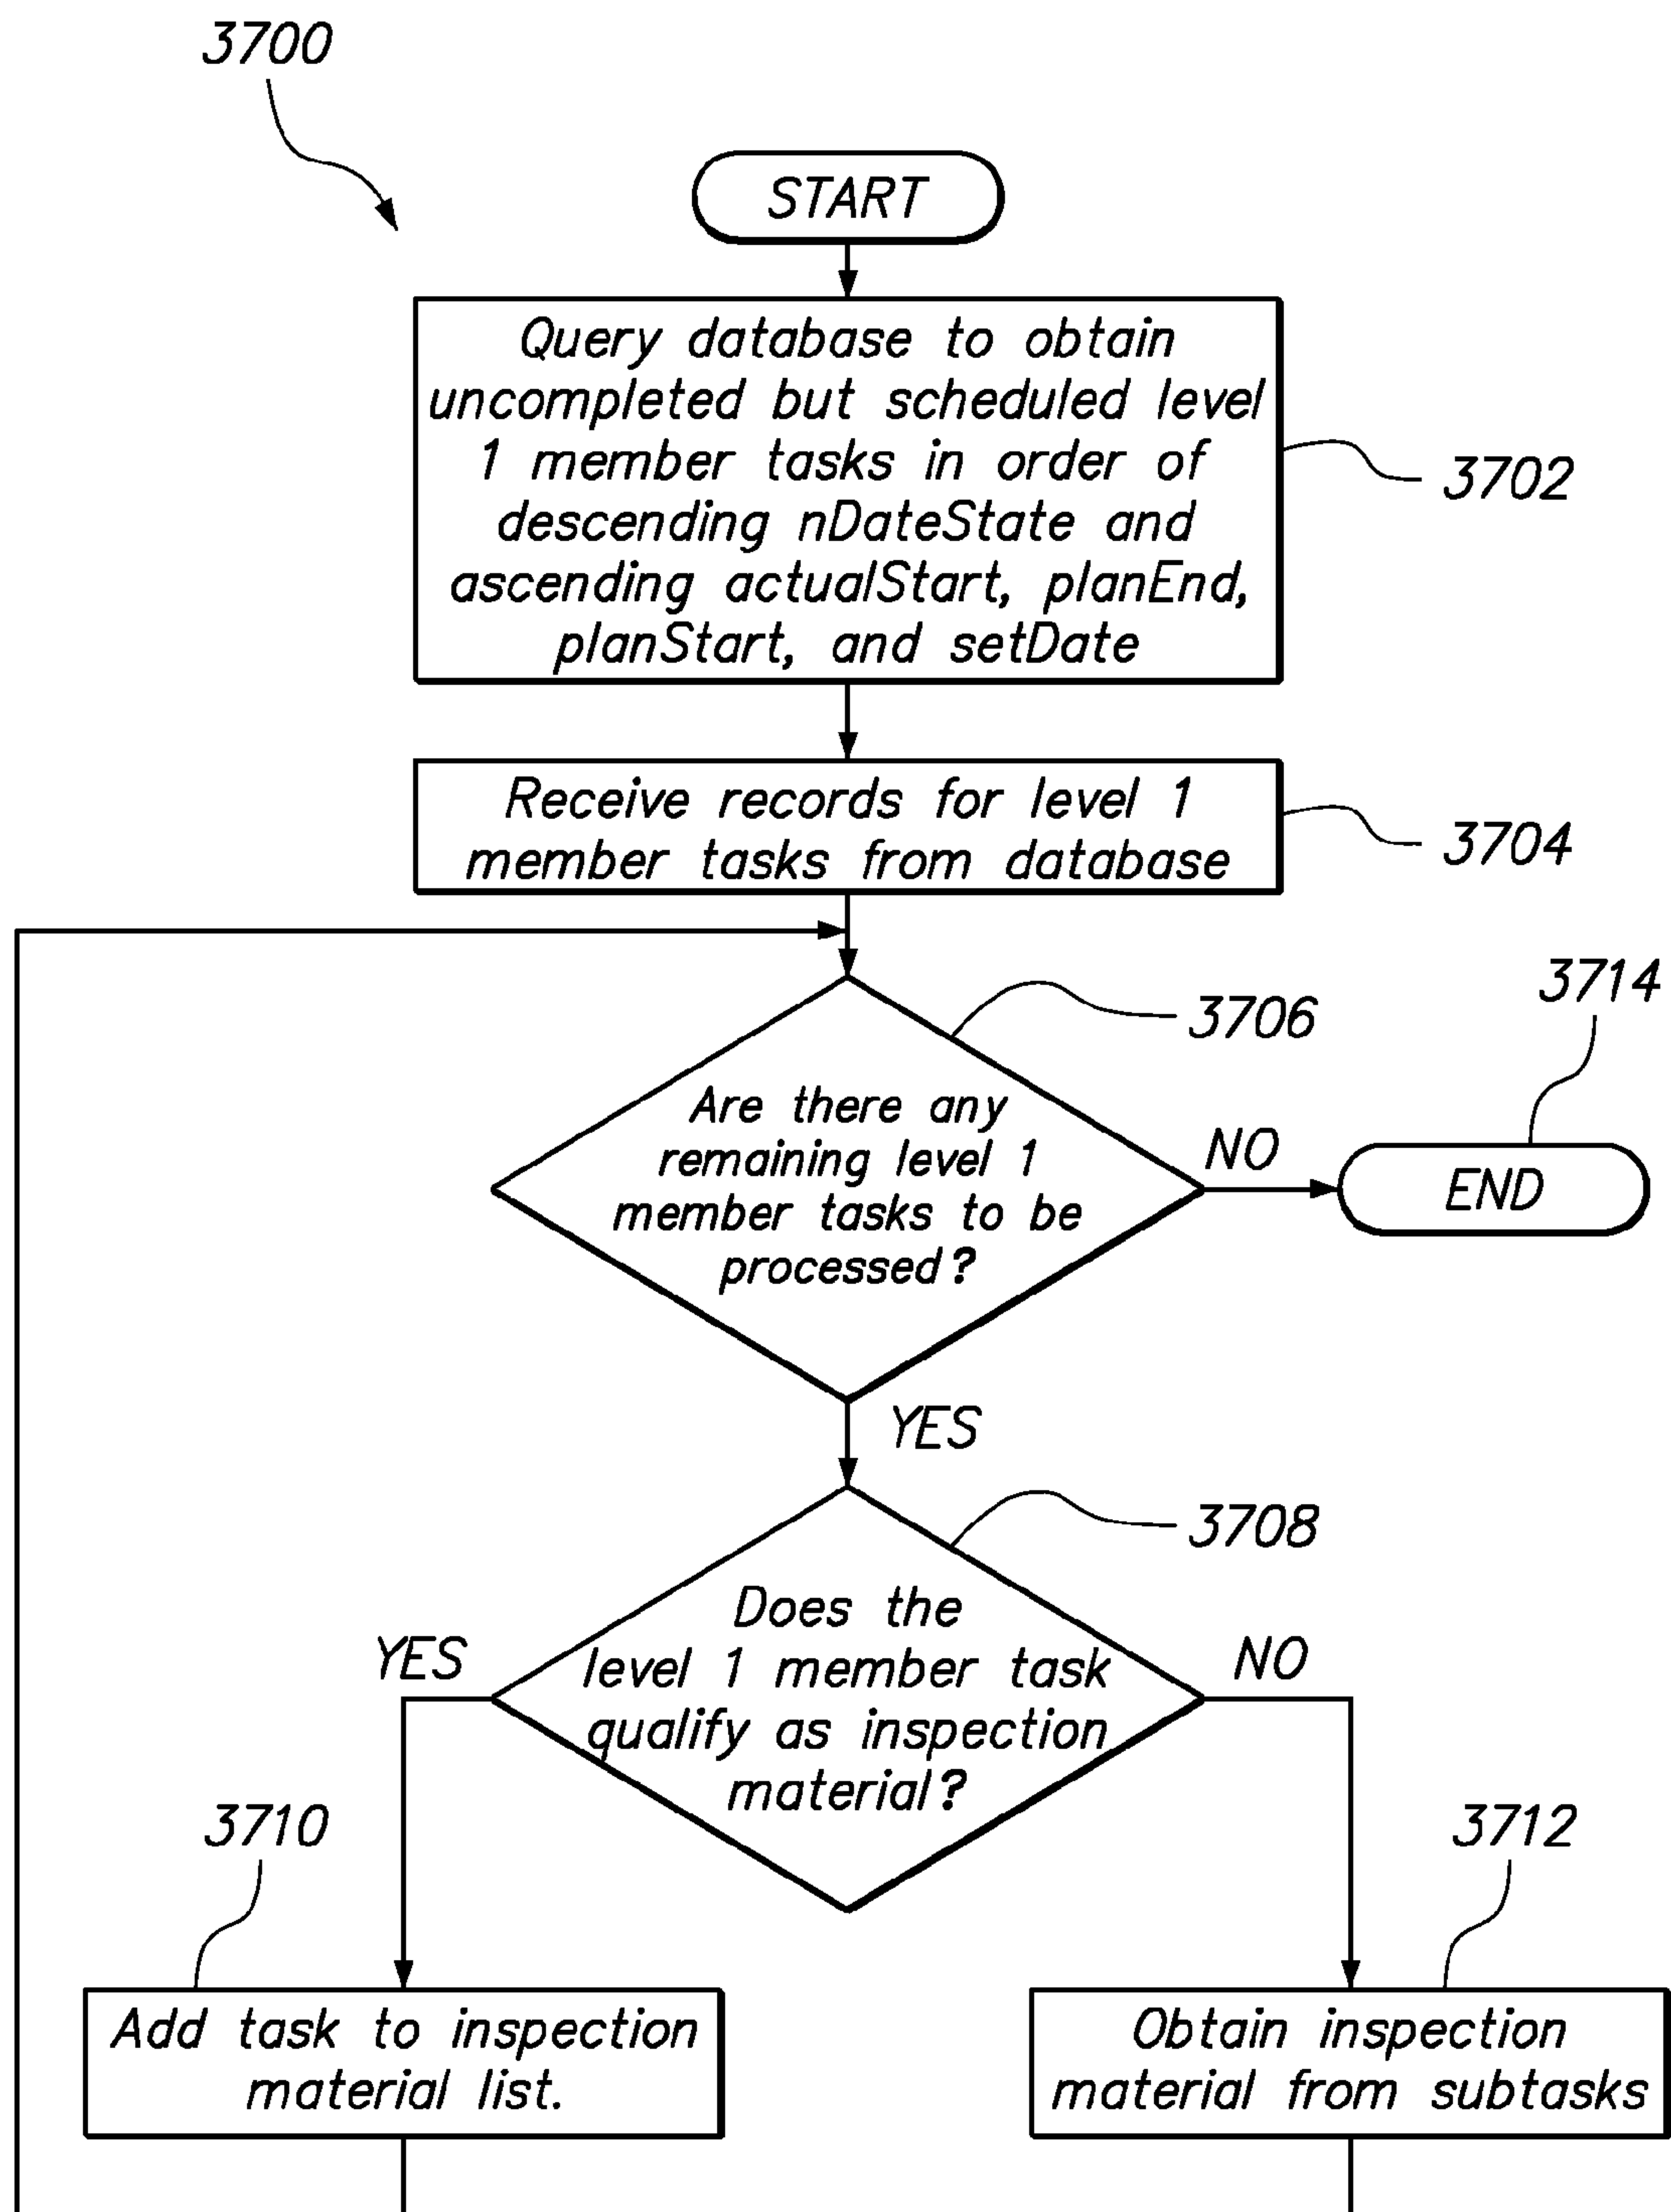 3700
START
Query database to obtain
uncompleted but scheduled level
1 member tasks in order of
descending nDateState and
ascending actualStart, planEnd,
planStart, and setDate
3702
Receive records for level 1
member tasks from database
3704
3706
3714
Are there any
remaining level 1
member tasks to be
processed?
NO
END
YES
3708
Does the
level 1 member task
qualify as inspection
material?
YES
NO
3710
3712
Add task to inspection
material list.
Obtain inspection
material from subtasks